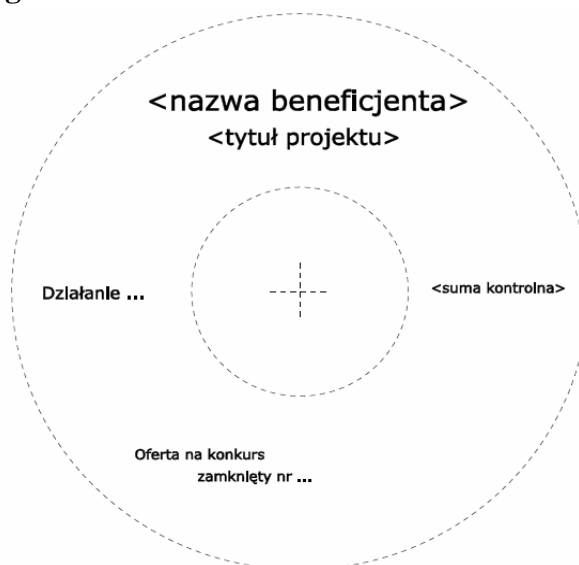 g
<nazwa beneficjenta>
<tytuł projektu>
Działanie ...
<suma kontrolna>
Oferta na konkurs
zamknięty nr ...